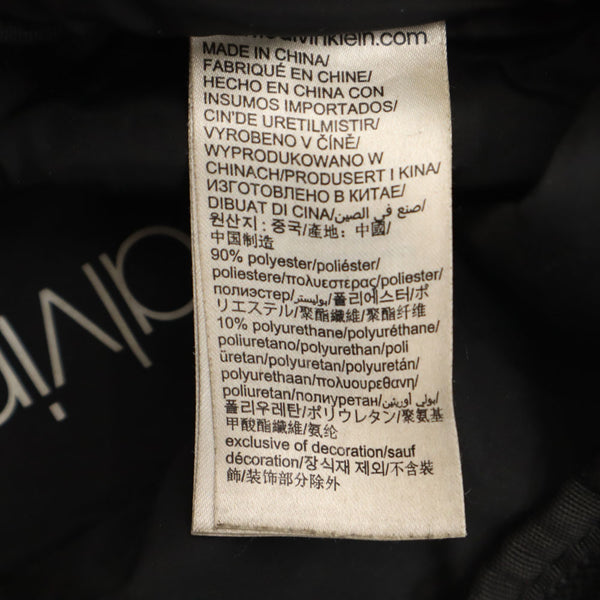 calvinklein.com
MADE IN CHINA/
FABRIQUÉ EN CHINE/
HECHO EN CHINA CON
INSUMOS IMPORTADOS/
CIN'DE URETILMISTIR/
VYROBENO V ČÍNĚ/
WYPRODUKOWANO W
CHINACH/PRODUSERT I KINA/
ИЗГОТОВЛЕНО В КИТАЕ/
DIBUAT DI CINA/صنع في الصين/
원산지 : 중국/產地：中國/
中国制造
90% polyester/poliéster/
poliestere/πολυεστερας/polyester/
полиэстер/بوليستر/폴리에스터/ポ
リエステル/聚酯纖維/聚酯纤维
10% polyurethane/polyuréthane/
poliuretano/poliuretan/poli
üretan/polyuretan/polyuretán/
polyurethaan/πολυουρεθανη/
poliuretan/полиуретан/بولي أوريثين/
폴리우레탄/ポリウレタン/聚氨基
甲酸酯纖維/氨纶
exclusive of decoration/sauf
décoration/장식재 제외/不含裝
飾/装饰部分除外
alvin